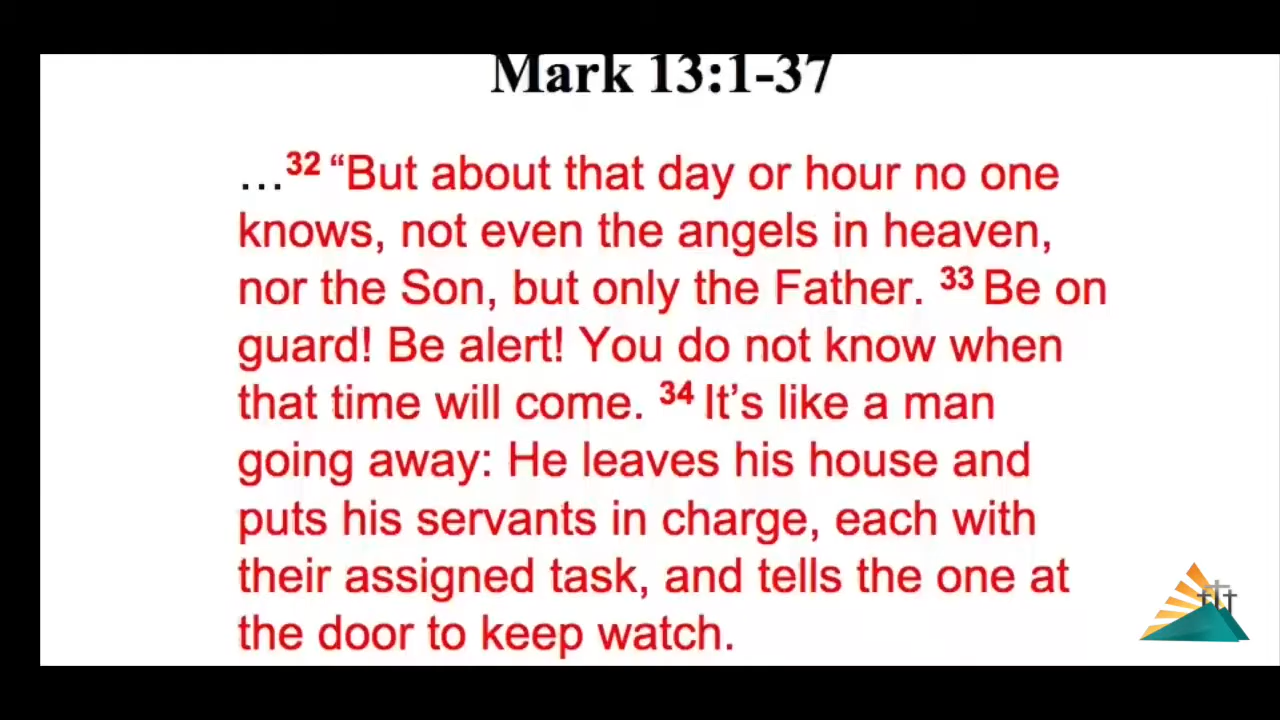 Mark 13:1-37
…32 “But about that day or hour no one
knows, not even the angels in heaven,
nor the Son, but only the Father. 33 Be on
guard! Be alert! You do not know when
that time will come. 34 It’s like a man
going away: He leaves his house and
puts his servants in charge, each with
their assigned task, and tells the one at
the door to keep watch.